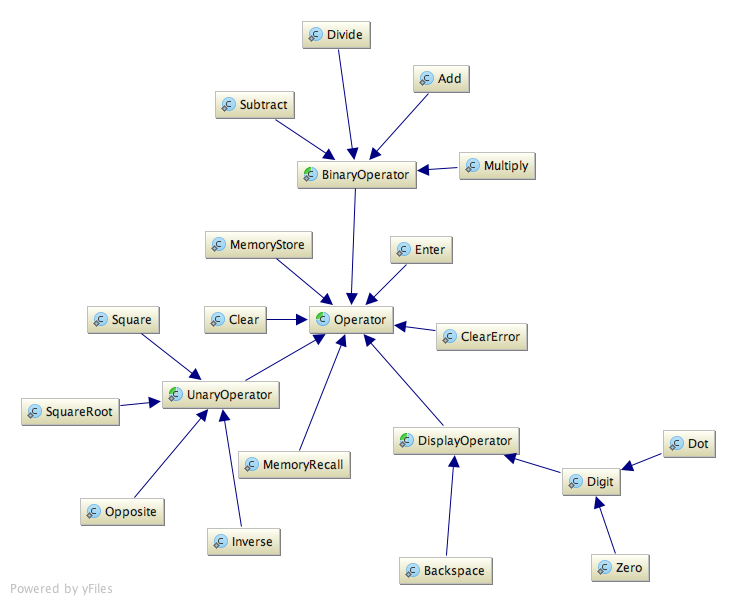 Divide
Add
Subtract
Multiply
BinaryOperator
MemoryStore
Enter
Clear
Operator
Square
ClearError
UnaryOperator
SquareRoot
DisplayOperator
Dot
MemoryRecall
Digit
Opposite
Inverse
Backspace
Zero
Powered by yFiles